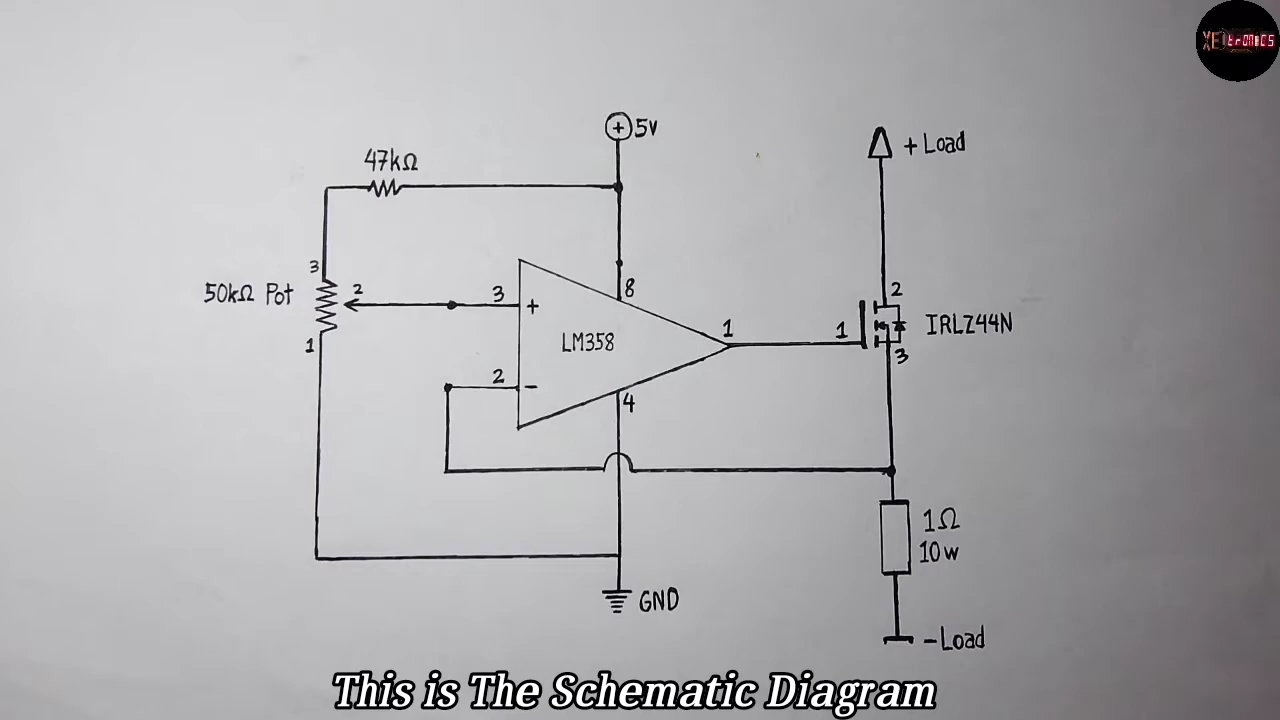 XEltronics
5v
+ Load
47kΩ
3
2
50kΩ Pot
1
3
+
8
LM358
1
2
-
4
1
2
IRLZ44N
3
1Ω
10w
GND
-Load
This is The Schematic Diagram